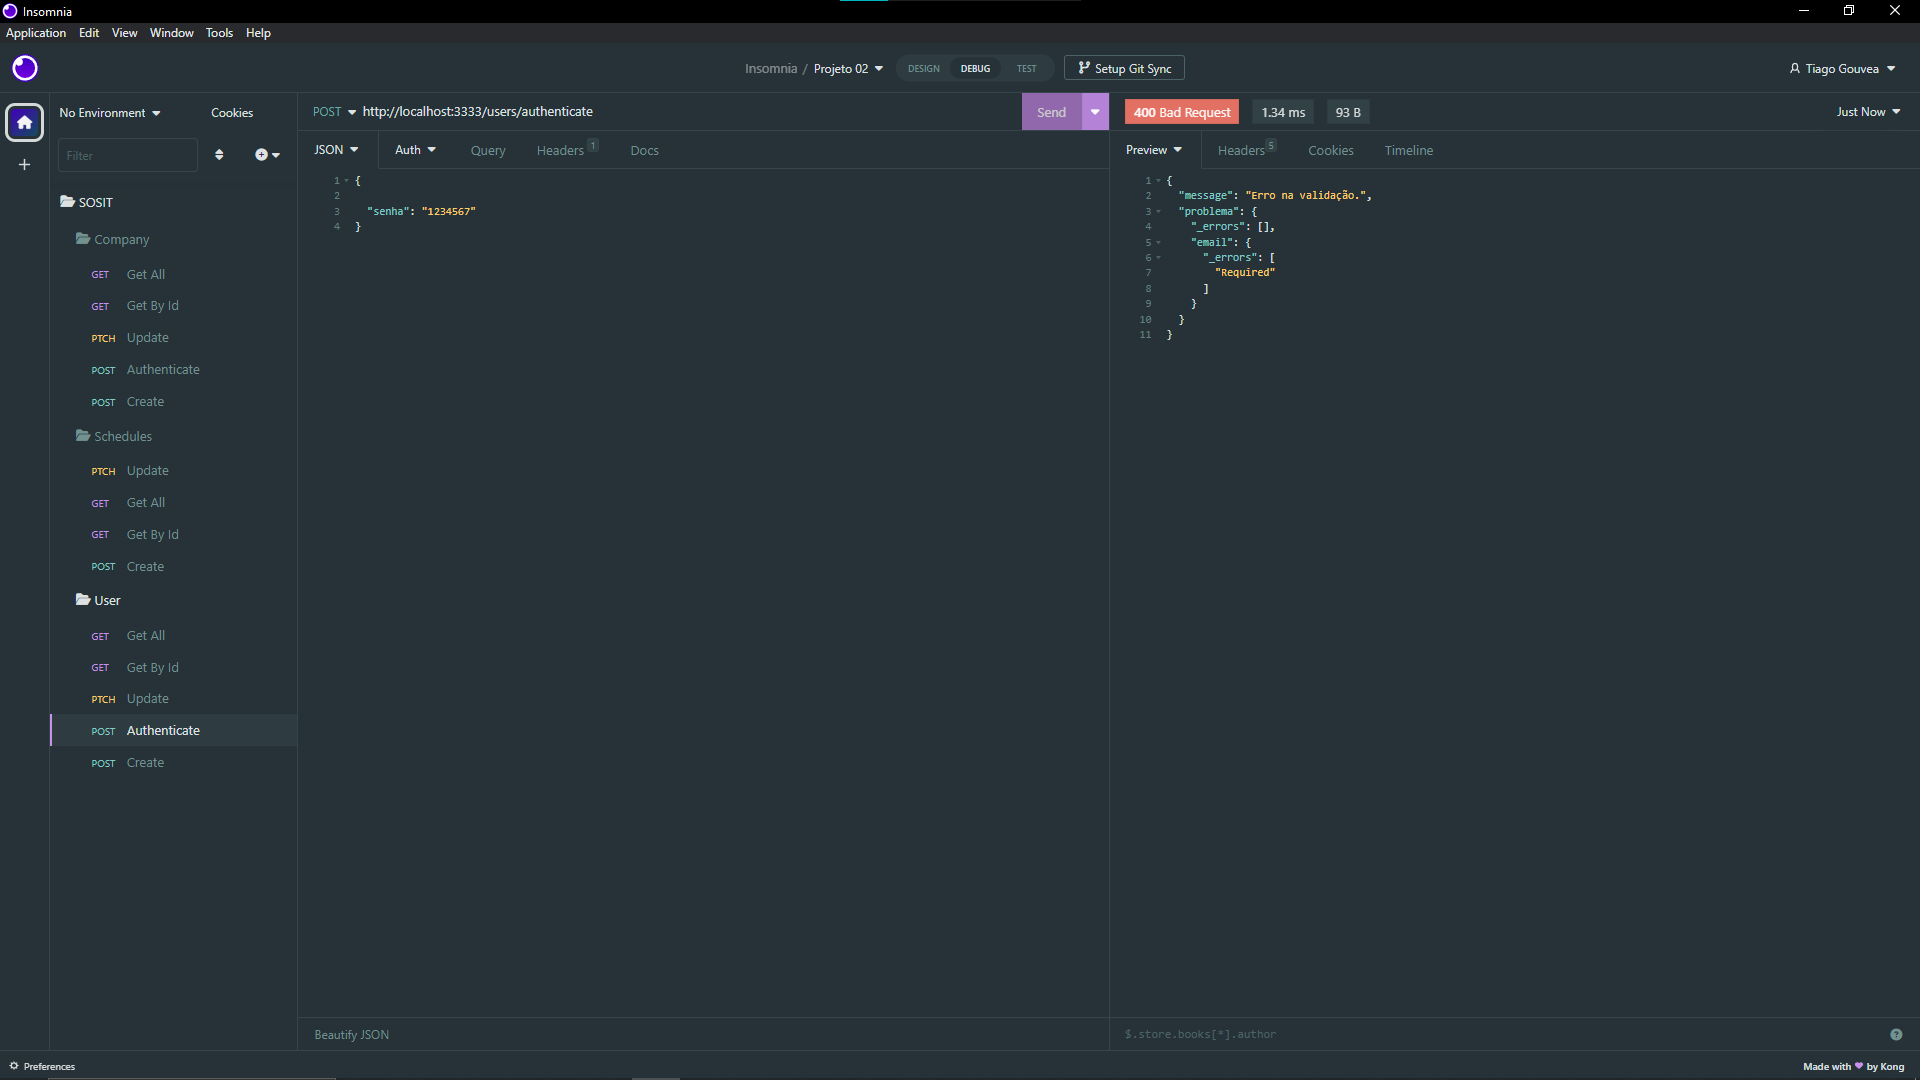 Insomnia
Application Edit View Window Tools Help
Insomnia / Projeto 02 DESIGN DEBUG TEST Setup Git Sync Tiago Gouvea
No Environment Cookies
Filter
SOSIT
Company
GET Get All
GET Get By Id
PTCH Update
POST Authenticate
POST Create
Schedules
PTCH Update
GET Get All
GET Get By Id
POST Create
User
GET Get All
GET Get By Id
PTCH Update
POST Authenticate
POST Create
POST http://localhost:3333/users/authenticate Send
JSON Auth Query Headers 1 Docs
1 {
2
3 "senha": "1234567"
4 }
Beautify JSON
400 Bad Request 1.34 ms 93 B Just Now
Preview Headers 5 Cookies Timeline
1 {
2 "message": "Erro na validação.",
3 "problema": {
4 "_errors": [],
5 "email": {
6 "_errors": [
7 "Required"
8 ]
9 }
10 }
11 }
$.store.books[*].author ?
Preferences Made with ♥ by Kong